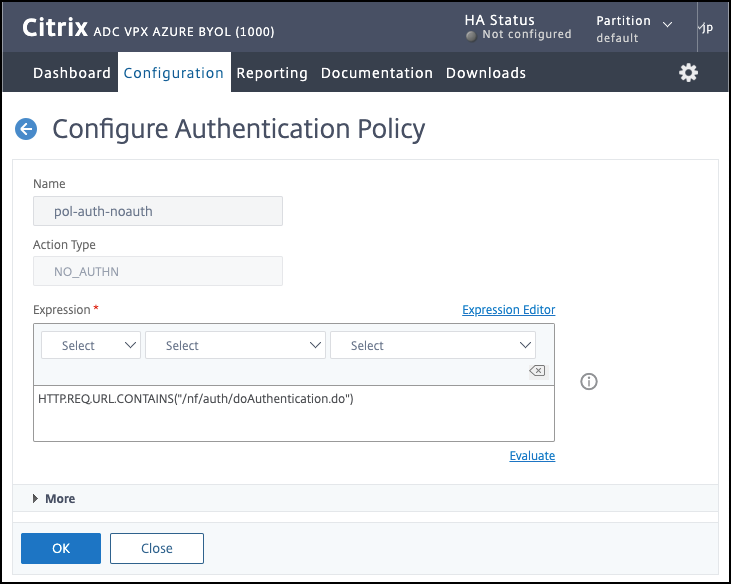 Citrix ADC VPX AZURE BYOL (1000)
HA Status
Not configured
Partition
default
jp
Dashboard Configuration Reporting Documentation Downloads
Configure Authentication Policy
Name
pol-auth-noauth
Action Type
NO_AUTHN
Expression *
Expression Editor
Select Select Select
HTTP.REQ.URL.CONTAINS("/nf/auth/doAuthentication.do")
Evaluate
More
OK Close